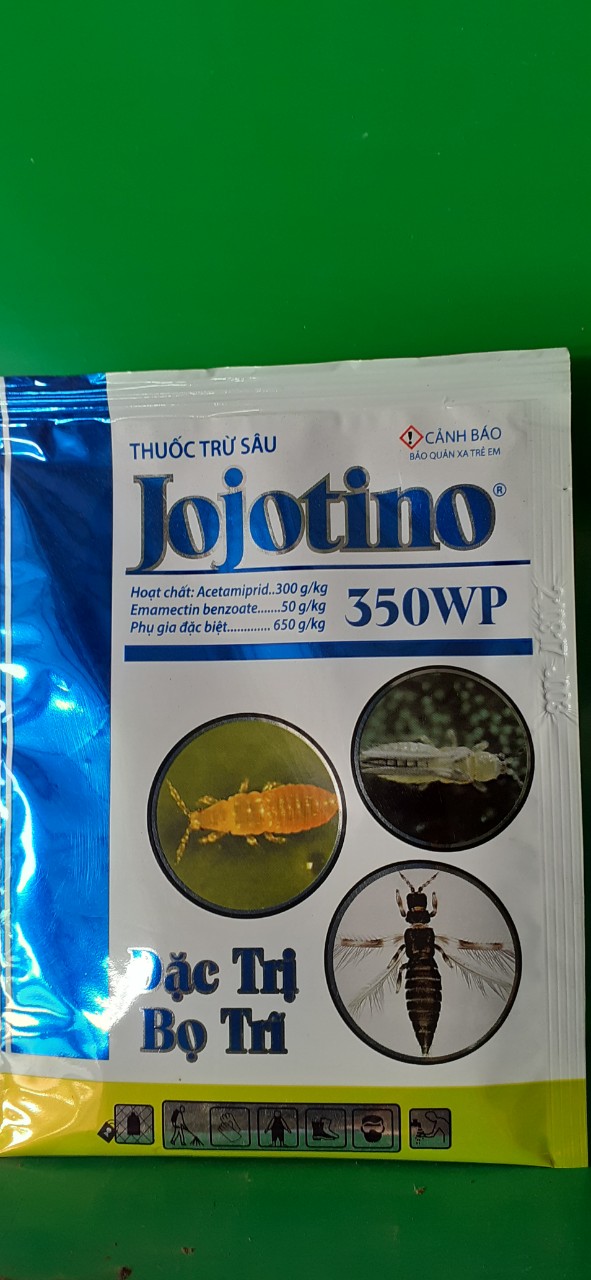 THUỐC TRỪ SÂU
CẢNH BÁO
BẢO QUẢN XA TRẺ EM
Jojotino®
Hoạt chất: Acetamiprid..300 g/kg
Emamectin benzoate.......50 g/kg
Phụ gia đặc biệt............. 650 g/kg
350WP
Đặc Trị
Bọ Trĩ